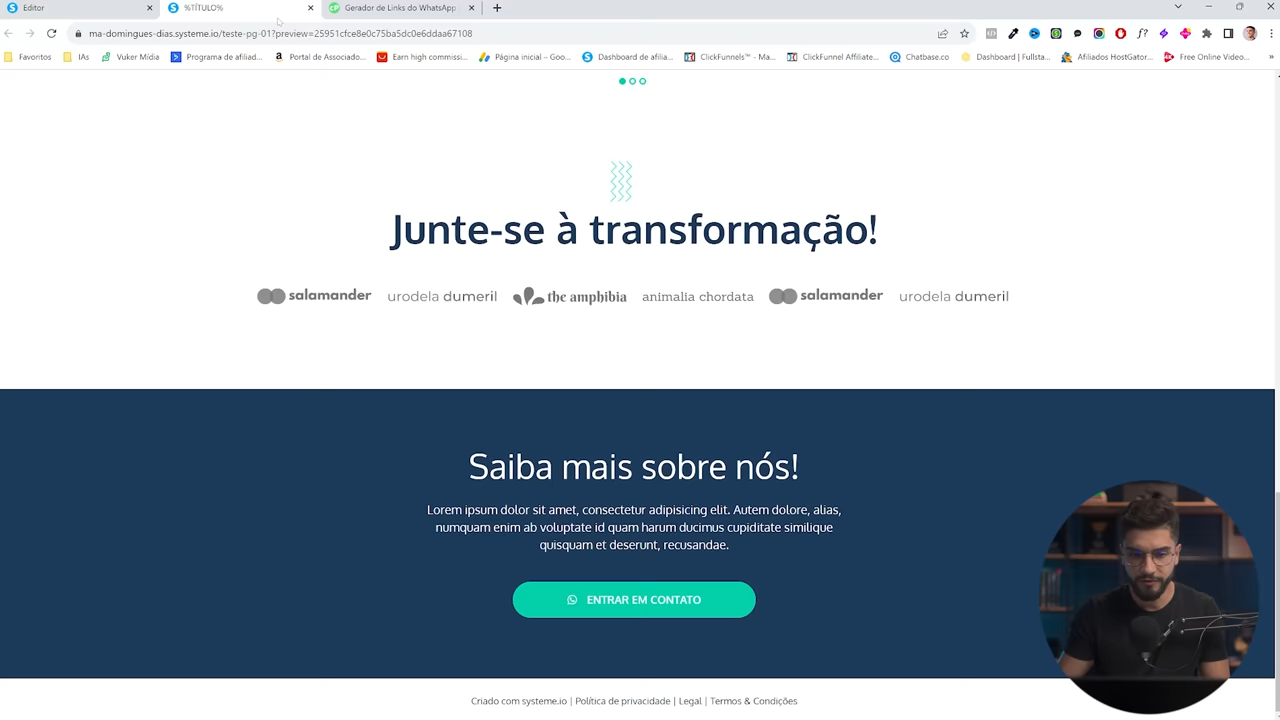 Editor
%TÍTULO%
Gerador de Links do WhatsApp
ma-domingues-dias.systeme.io/teste-pg-01?preview=25951cfce8e0c75ba5dc0e6ddaa67108
Favoritos
IAs
Vuker Mídia
Programa de afiliad...
Portal de Associado...
Earn high commissi...
Página inicial – Goo...
Dashboard de afilia...
ClickFunnels™ - Ma...
ClickFunnel Affiliate...
Chatbase.co
Dashboard | Fullsta...
Afiliados HostGator...
Free Online Video...
»
Junte-se à transformação!
salamander
urodela dumeril
the amphibia
animalia chordata
salamander
urodela dumeril
Saiba mais sobre nós!
Lorem ipsum dolor sit amet, consectetur adipisicing elit. Autem dolore, alias,
numquam enim ab voluptate id quam harum ducimus cupiditate similique
quisquam et deserunt, recusandae.
ENTRAR EM CONTATO
Criado com systeme.io | Política de privacidade | Legal | Termos & Condições